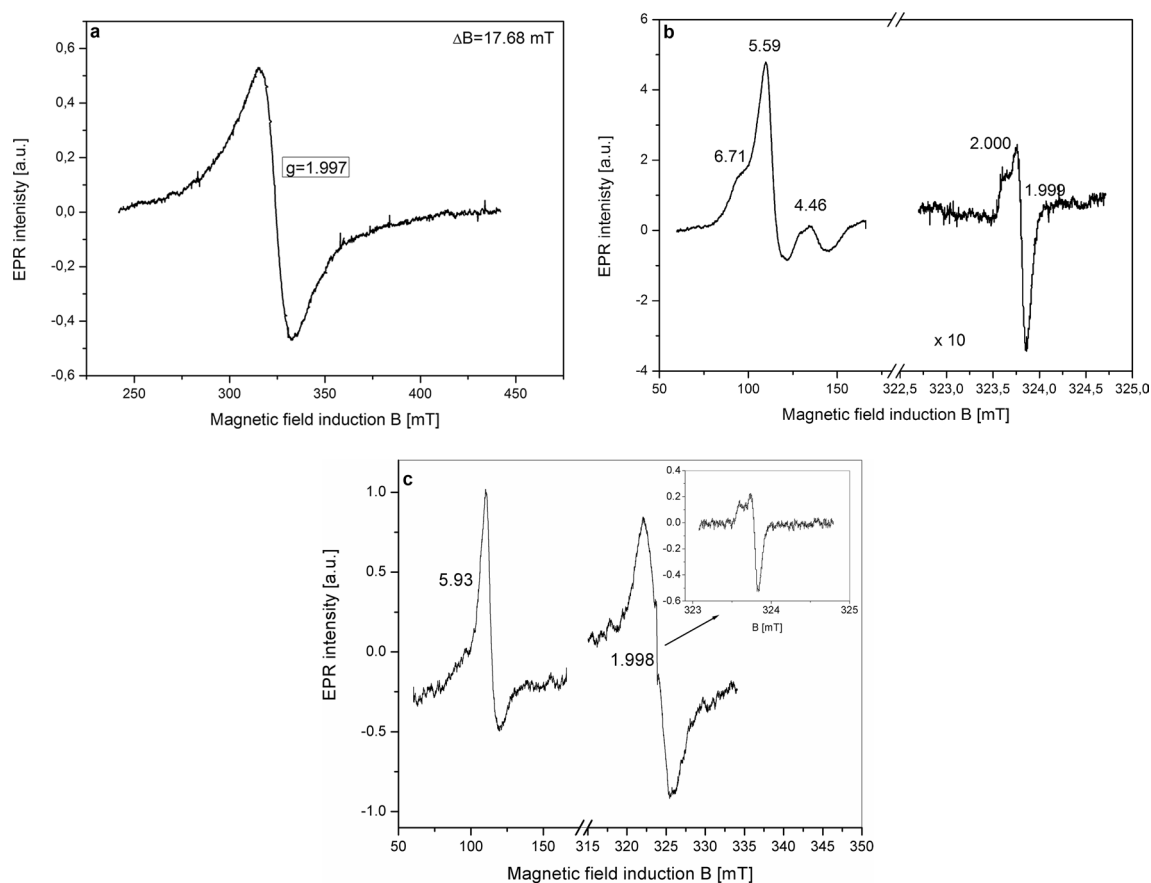 a
ΔB=17.68 mT
0,6
0,4
0,2
0,0
-0,2
-0,4
-0,6
EPR intenisty [a.u.]
g=1.997
250 300 350 400 450
Magnetic field induction B [mT]
b
6
4
2
0
-2
-4
EPR intenisty [a.u.]
5.59
6.71
4.46
2.000
1.999
x 10
50 100 150 322,5 323,0 323,5 324,0 324,5 325,0
Magnetic field induction B [mT]
c
1.0
0.5
0.0
-0.5
-1.0
EPR intensity [a.u.]
5.93
1.998
0.4
0.2
0.0
-0.2
-0.4
-0.6
323 324 325
B [mT]
50 100 150 315 320 325 330 335 340 345 350
Magnetic field induction B [mT]